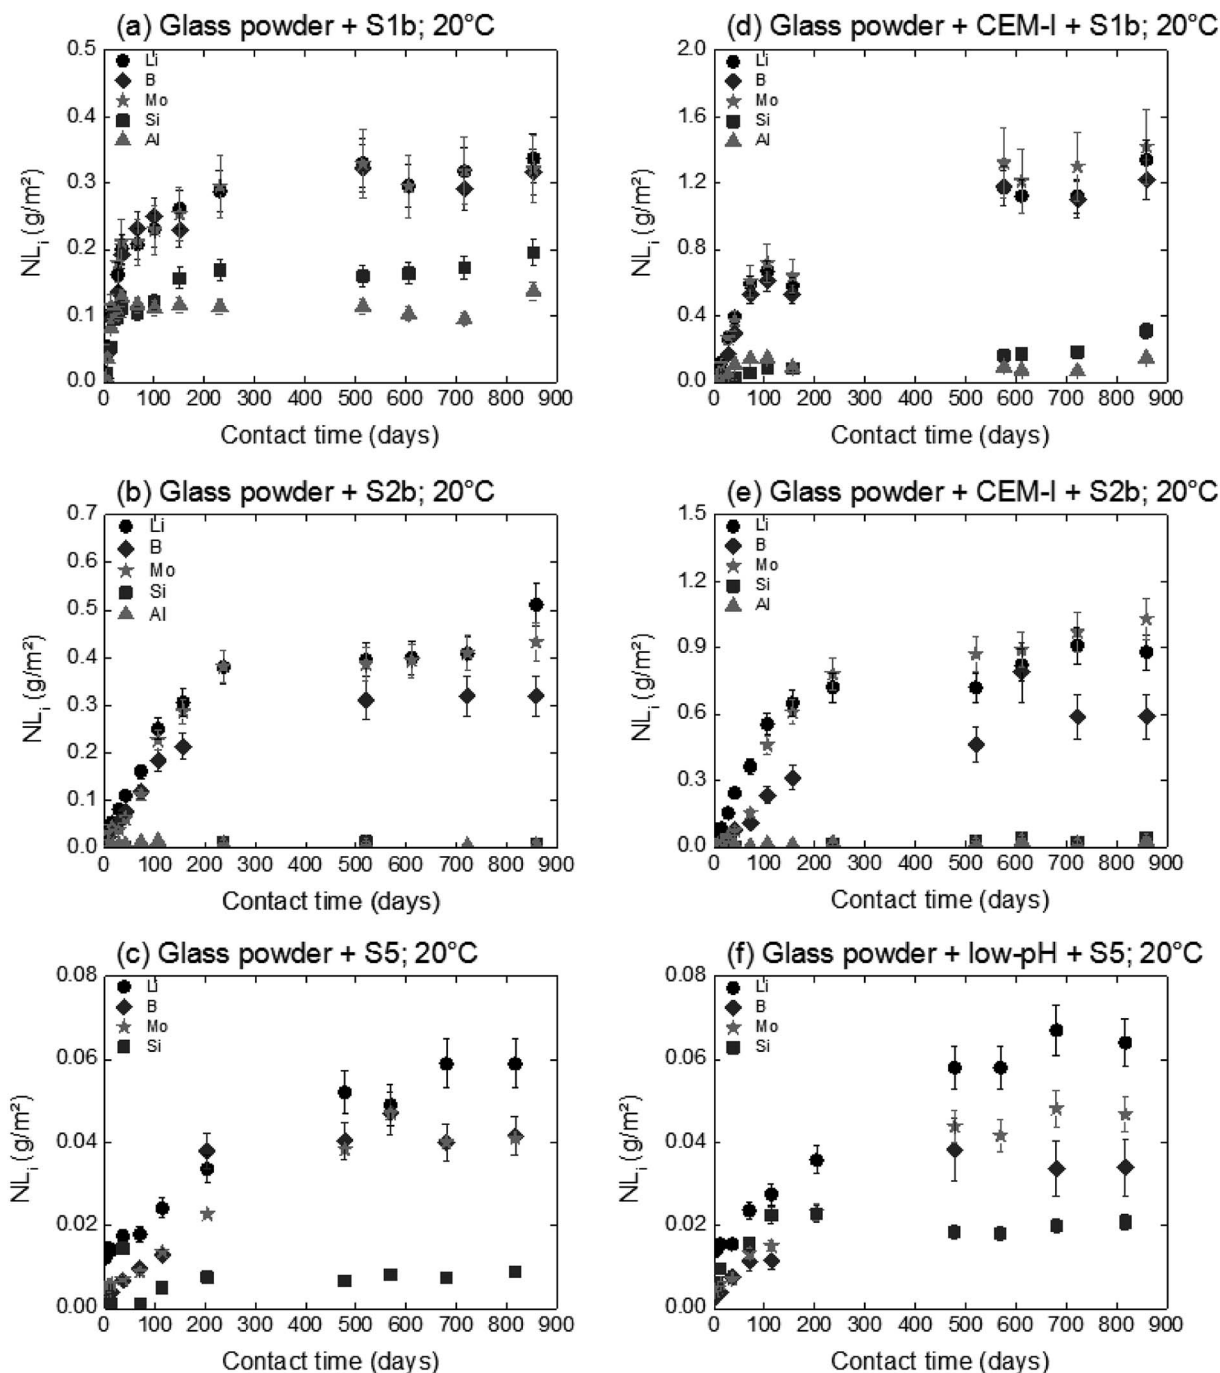 (a) Glass powder + S1b; 20°C
0.5
0.4
0.3
0.2
0.1
0.0
NLi (g/m²)
Li
B
Mo
Si
Al
0 100 200 300 400 500 600 700 800 900
Contact time (days)
(d) Glass powder + CEM-I + S1b; 20°C
2.0
1.6
1.2
0.8
0.4
0.0
NLi (g/m²)
Li
B
Mo
Si
Al
0 100 200 300 400 500 600 700 800 900
Contact time (days)
(b) Glass powder + S2b; 20°C
0.7
0.6
0.5
0.4
0.3
0.2
0.1
0.0
NLi (g/m²)
Li
B
Mo
Si
Al
0 100 200 300 400 500 600 700 800 900
Contact time (days)
(e) Glass powder + CEM-I + S2b; 20°C
1.5
1.2
0.9
0.6
0.3
0.0
NLi (g/m²)
Li
B
Mo
Si
Al
0 100 200 300 400 500 600 700 800 900
Contact time (days)
(c) Glass powder + S5; 20°C
0.08
0.06
0.04
0.02
0.00
NLi (g/m²)
Li
B
Mo
Si
0 100 200 300 400 500 600 700 800 900
Contact time (days)
(f) Glass powder + low-pH + S5; 20°C
0.08
0.06
0.04
0.02
0.00
NLi (g/m²)
Li
B
Mo
Si
0 100 200 300 400 500 600 700 800 900
Contact time (days)